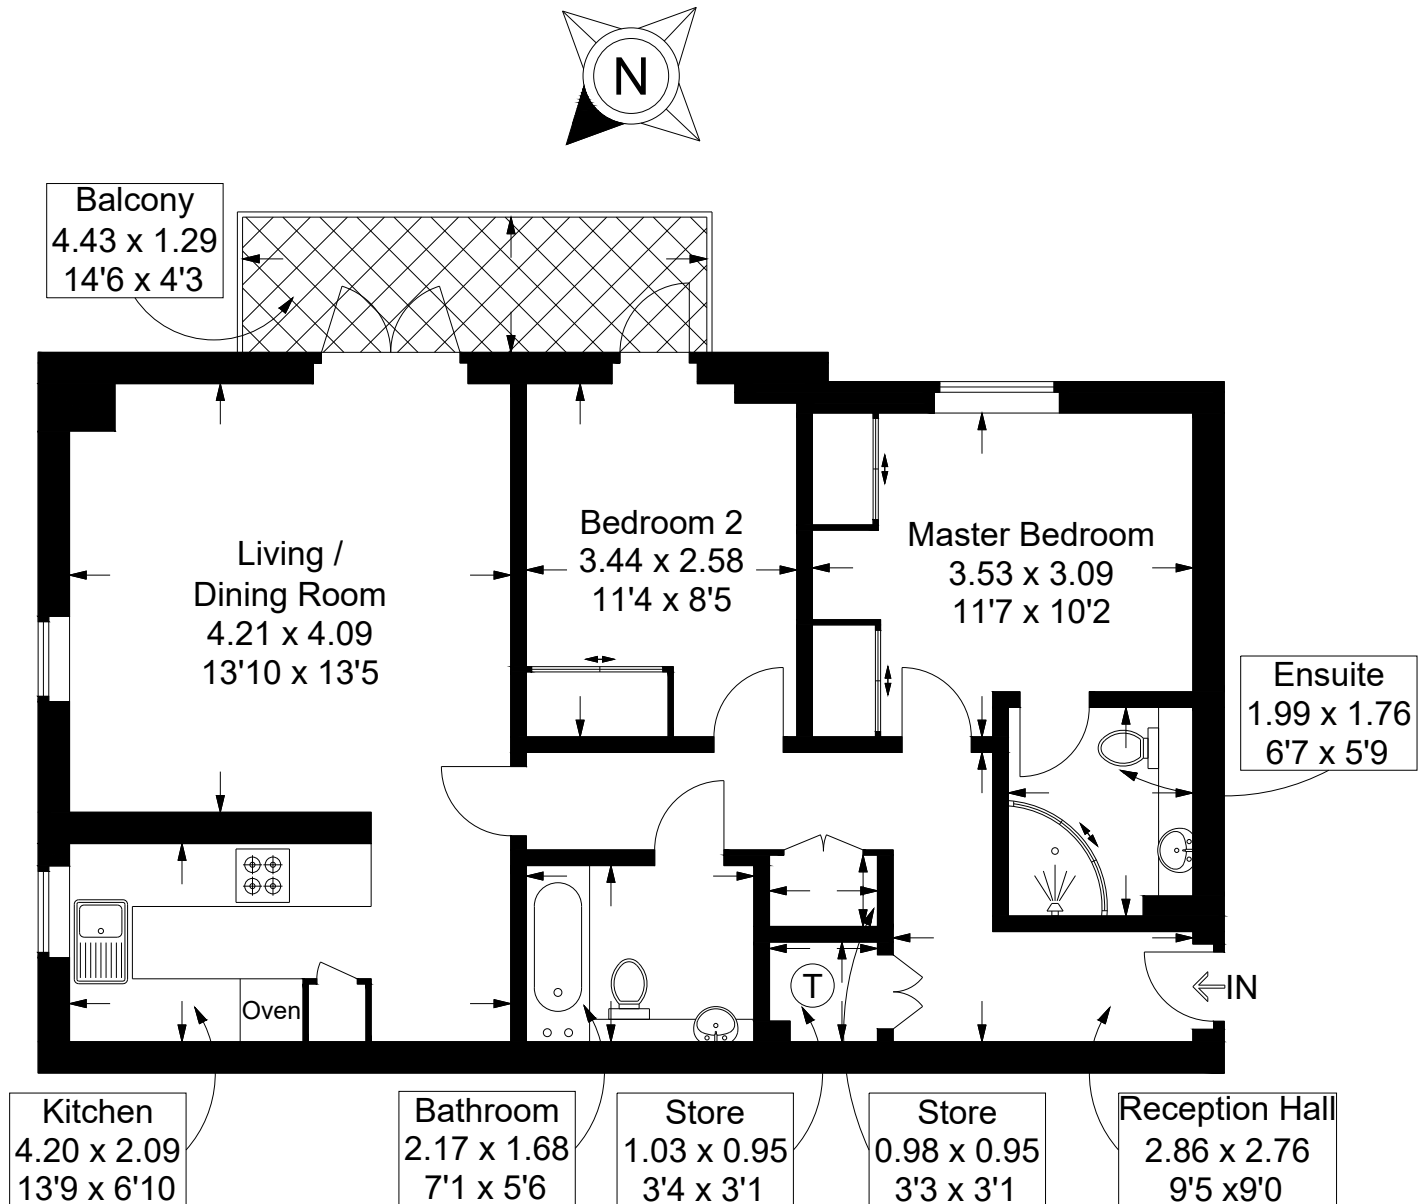 N
Balcony
4.43 x 1.29
14'6 x 4'3
Living /
Dining Room
4.21 x 4.09
13'10 x 13'5
Bedroom 2
3.44 x 2.58
11'4 x 8'5
Master Bedroom
3.53 x 3.09
11'7 x 10'2
Ensuite
1.99 x 1.76
6'7 x 5'9
Oven
T
IN
Kitchen
4.20 x 2.09
13'9 x 6'10
Bathroom
2.17 x 1.68
7'1 x 5'6
Store
1.03 x 0.95
3'4 x 3'1
Store
0.98 x 0.95
3'3 x 3'1
Reception Hall
2.86 x 2.76
9'5 x9'0